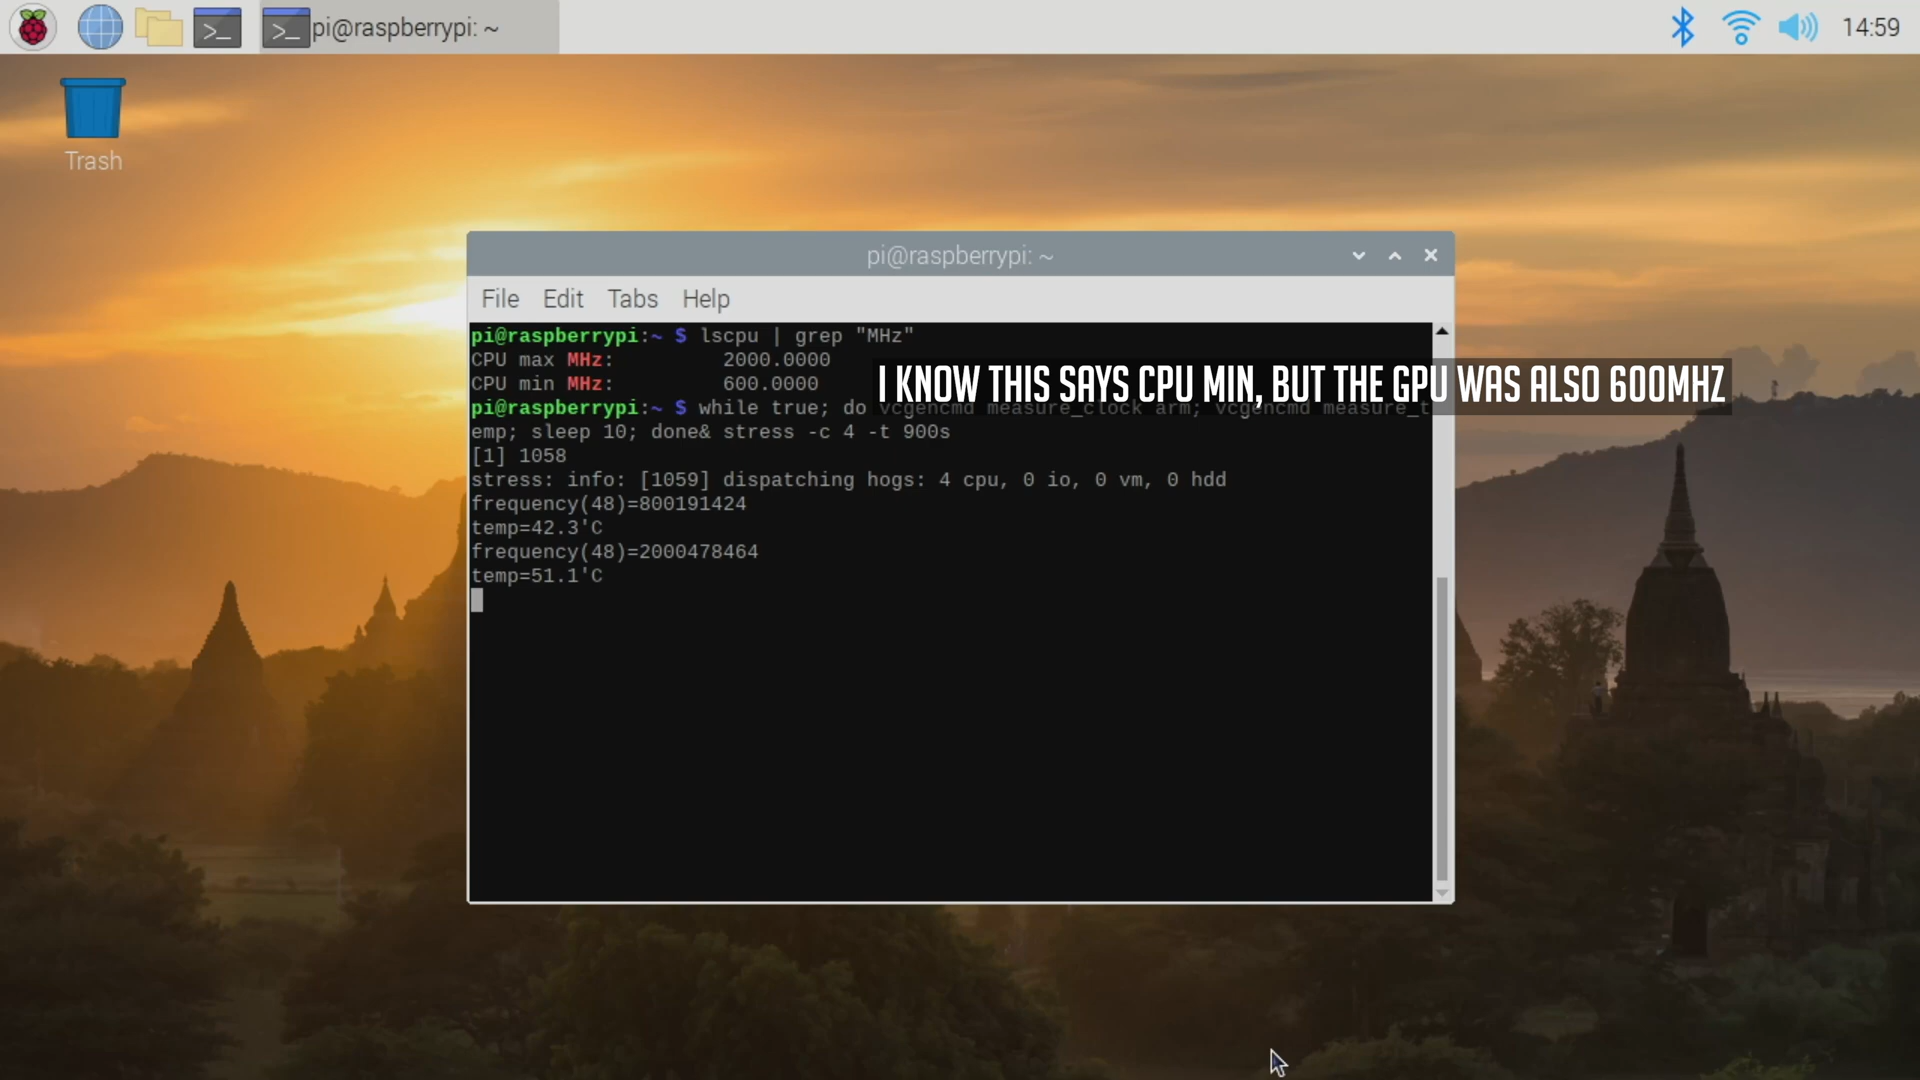 pi@raspberrypi: ~
14:59
Trash
pi@raspberrypi: ~
File Edit Tabs Help
pi@raspberrypi:~ $ lscpu | grep "MHz"
CPU max MHz: 2000.0000
CPU min MHz: 600.0000
I KNOW THIS SAYS CPU MIN, BUT THE GPU WAS ALSO 600MHZ
pi@raspberrypi:~ $ while true; do vcgencmd measure_clock arm; vcgencmd measure_t
emp; sleep 10; done& stress -c 4 -t 900s
[1] 1058
stress: info: [1059] dispatching hogs: 4 cpu, 0 io, 0 vm, 0 hdd
frequency(48)=800191424
temp=42.3'C
frequency(48)=2000478464
temp=51.1'C